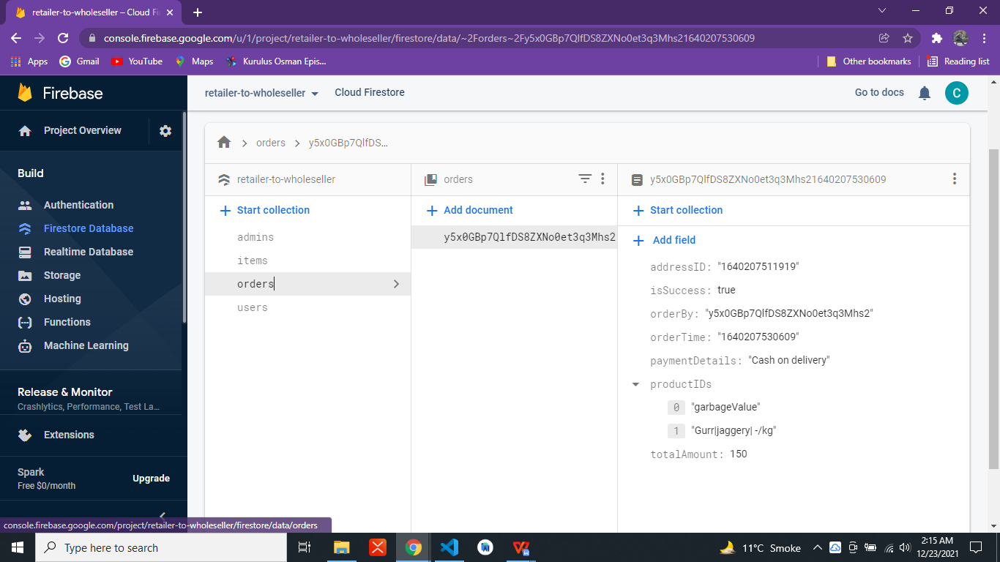 retailer-to-wholeseller – Cloud Fi
console.firebase.google.com/u/1/project/retailer-to-wholeseller/firestore/data/~2Forders~2Fy5x0GBp7QlfDS8ZXNo0et3q3Mhs21640207530609
Apps
Gmail
YouTube
Maps
Kurulus Osman Epis...
Other bookmarks
Reading list
Firebase
retailer-to-wholeseller
Cloud Firestore
Go to docs
C
Project Overview
Build
Authentication
Firestore Database
Realtime Database
Storage
Hosting
Functions
Machine Learning
Release & Monitor
Crashlytics, Performance, Test La...
Extensions
Spark
Free $0/month
Upgrade
orders
y5x0GBp7QlfDS...
retailer-to-wholeseller
Start collection
admins
items
orders
users
orders
Add document
y5x0GBp7QlfDS8ZXNo0et3q3Mhs2
y5x0GBp7QlfDS8ZXNo0et3q3Mhs21640207530609
Start collection
Add field
addressID: "1640207511919"
isSuccess: true
orderBy: "y5x0GBp7QlfDS8ZXNo0et3q3Mhs2"
orderTime: "1640207530609"
paymentDetails: "Cash on delivery"
productIDs
0 "garbageValue"
1 "Gurr|jaggery| -/kg"
totalAmount: 150
console.firebase.google.com/project/retailer-to-wholeseller/firestore/data/orders
Type here to search
11°C Smoke
2:15 AM
12/23/2021